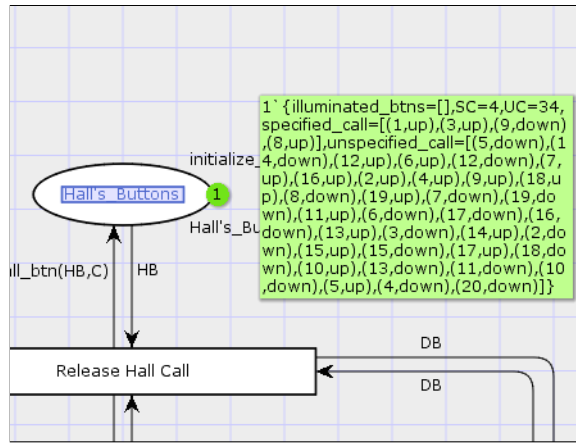 1`{illuminated_btns=[],SC=4,UC=34,
specified_call=[(1,up),(3,up),(9,down)
,(8,up)],unspecified_call=[(5,down),(1
4,down),(12,up),(6,up),(12,down),(7,
up),(16,up),(2,up),(4,up),(9,up),(18,up
),(8,down),(19,up),(7,down),(19,do
wn),(11,up),(6,down),(17,down),(16,
down),(13,up),(3,down),(14,up),(2,do
wn),(15,up),(15,down),(17,up),(18,do
wn),(10,up),(13,down),(11,down),(10
,down),(5,up),(4,down),(20,down)]}
initialize_
Hall's_Buttons
1
Hall's_Bu
ll_btn(HB,C)
HB
Release Hall Call
DB
DB